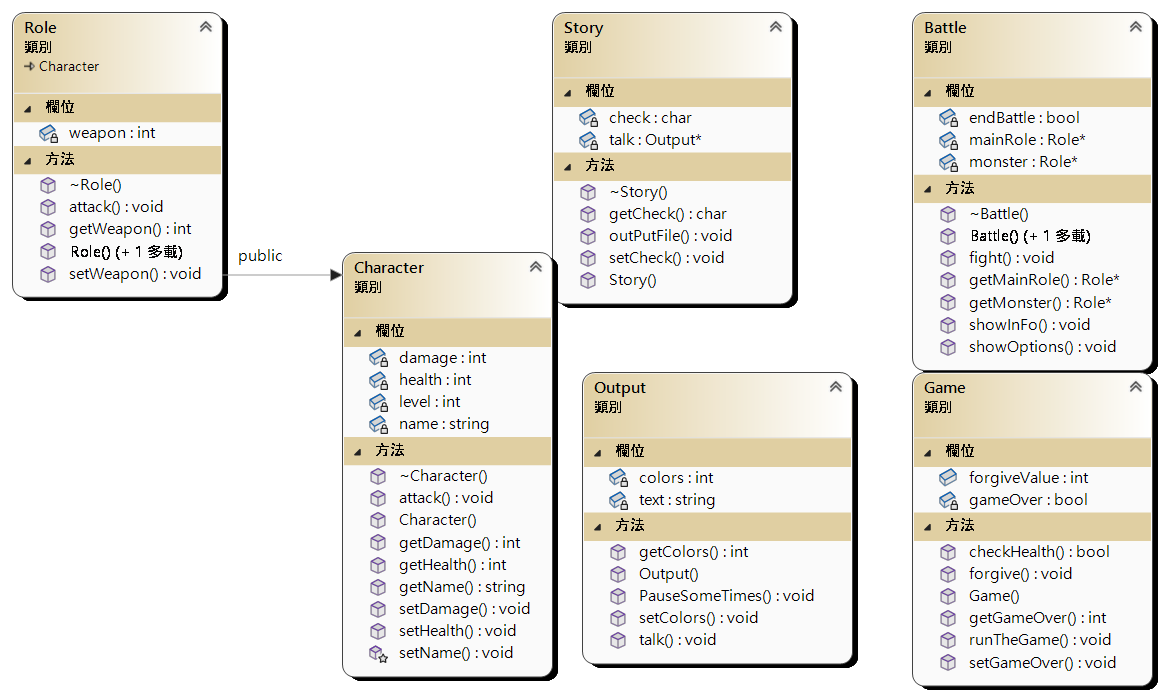 Role
類別
Character
欄位
weapon : int
方法
~Role()
attack() : void
getWeapon() : int
Role() (+ 1 多載)
setWeapon() : void
public
Character
類別
欄位
damage : int
health : int
level : int
name : string
方法
~Character()
attack() : void
Character()
getDamage() : int
getHealth() : int
getName() : string
setDamage() : void
setHealth() : void
setName() : void
Story
類別
欄位
check : char
talk : Output*
方法
~Story()
getCheck() : char
outPutFile() : void
setCheck() : void
Story()
Output
類別
欄位
colors : int
text : string
方法
getColors() : int
Output()
PauseSomeTimes() : void
setColors() : void
talk() : void
Battle
類別
欄位
endBattle : bool
mainRole : Role*
monster : Role*
方法
~Battle()
Battle() (+ 1 多載)
fight() : void
getMainRole() : Role*
getMonster() : Role*
showInFo() : void
showOptions() : void
Game
類別
欄位
forgiveValue : int
gameOver : bool
方法
checkHealth() : bool
forgive() : void
Game()
getGameOver() : int
runTheGame() : void
setGameOver() : void